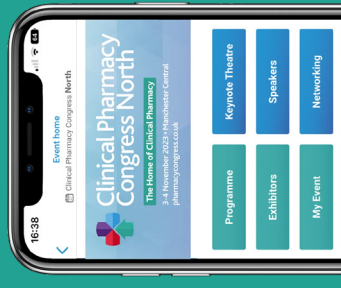 16:38
64
Event home
Clinical Pharmacy Congress North
Clinical Pharmacy
Congress North
The Home of Clinical Pharmacy
3-4 November 2023 • Manchester Central
pharmacycongress.co.uk
Programme
Keynote Theatre
Exhibitors
Speakers
My Event
Networking